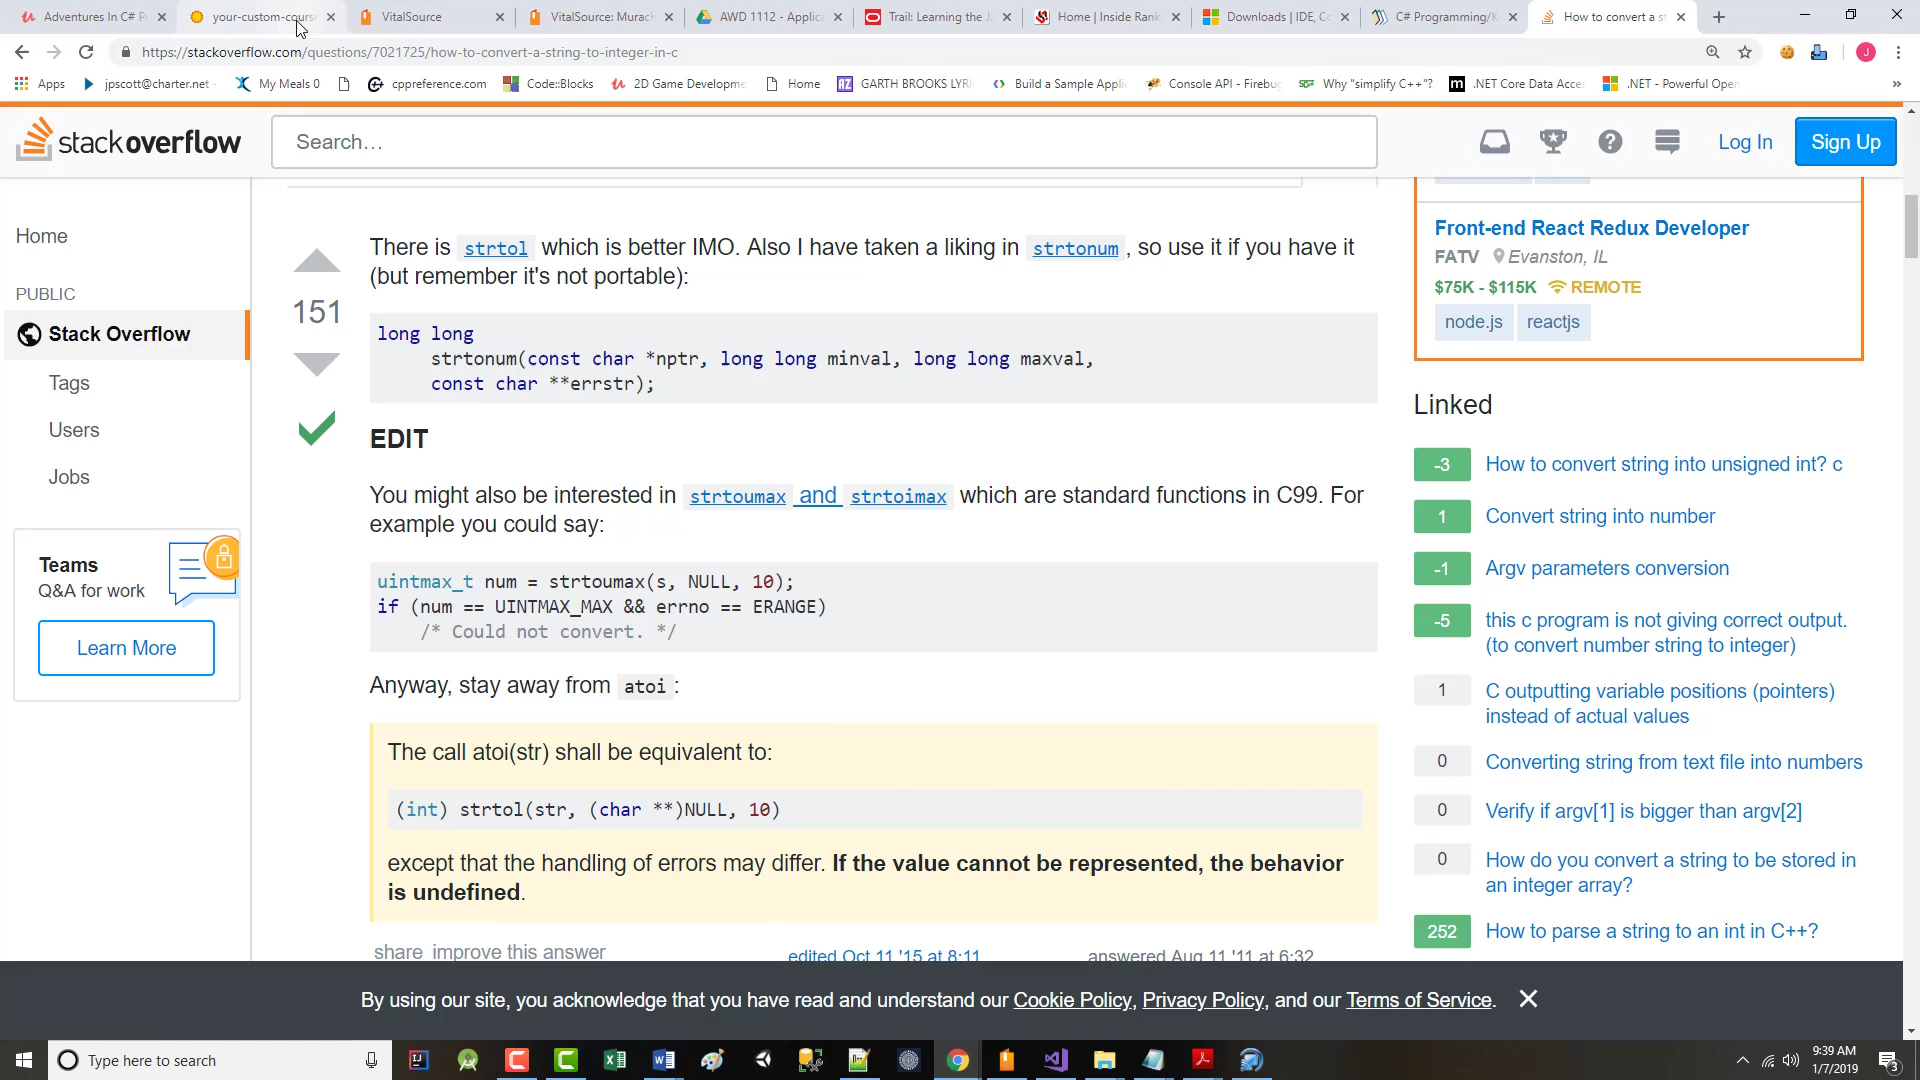 Adventures In C# P
your-custom-course
VitalSource
VitalSource: Murach
AWD 1112 - Applica
Trail: Learning the Ja
Home | Inside Ranke
Downloads | IDE, Co
C# Programming/K
How to convert a st
https://stackoverflow.com/questions/7021725/how-to-convert-a-string-to-integer-in-c
J
Apps
jpscott@charter.net -
My Meals 0
cppreference.com
Code::Blocks
2D Game Developme
Home
AZ
GARTH BROOKS LYRI
Build a Sample Applic
Console API - Firebug
Why "simplify C++"?
.NET Core Data Acces
.NET - Powerful Open
»
stackoverflow
Search…
Log In
Sign Up
Home
PUBLIC
Stack Overflow
Tags
Users
Jobs
Teams
Q&A for work
Learn More
151
There is strtol which is better IMO. Also I have taken a liking in strtonum , so use it if you have it
(but remember it's not portable):
long long
strtonum(const char *nptr, long long minval, long long maxval,
const char **errstr);
EDIT
You might also be interested in strtoumax and strtoimax which are standard functions in C99. For
example you could say:
uintmax_t num = strtoumax(s, NULL, 10);
if (num == UINTMAX_MAX && errno == ERANGE)
/* Could not convert. */
Anyway, stay away from atoi :
The call atoi(str) shall be equivalent to:
(int) strtol(str, (char **)NULL, 10)
except that the handling of errors may differ. If the value cannot be represented, the behavior
is undefined.
share improve this answer
edited Oct 11 '15 at 8:11
answered Aug 11 '11 at 6:32
Front-end React Redux Developer
FATV Evanston, IL
$75K - $115K REMOTE
node.js reactjs
Linked
-3 How to convert string into unsigned int? c
1 Convert string into number
-1 Argv parameters conversion
-5 this c program is not giving correct output.
(to convert number string to integer)
1 C outputting variable positions (pointers)
instead of actual values
0 Converting string from text file into numbers
0 Verify if argv[1] is bigger than argv[2]
0 How do you convert a string to be stored in
an integer array?
252 How to parse a string to an int in C++?
By using our site, you acknowledge that you have read and understand our Cookie Policy, Privacy Policy, and our Terms of Service.
Type here to search
9:39 AM
1/7/2019
3